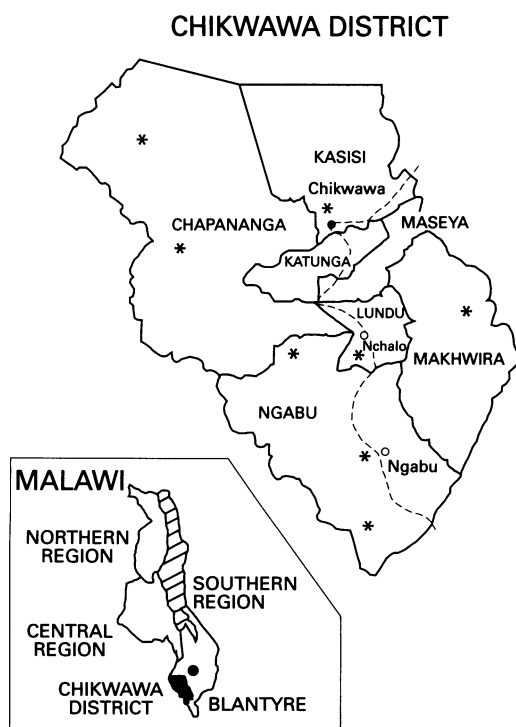 CHIKWAWA DISTRICT
KASISI
Chikwawa
CHAPANANGA
MASEYA
KATUNGA
LUNDU
Nchalo
MAKHWIRA
NGABU
Ngabu
MALAWI
NORTHERN
REGION
SOUTHERN
REGION
CENTRAL
REGION
CHIKWAWA
DISTRICT
BLANTYRE